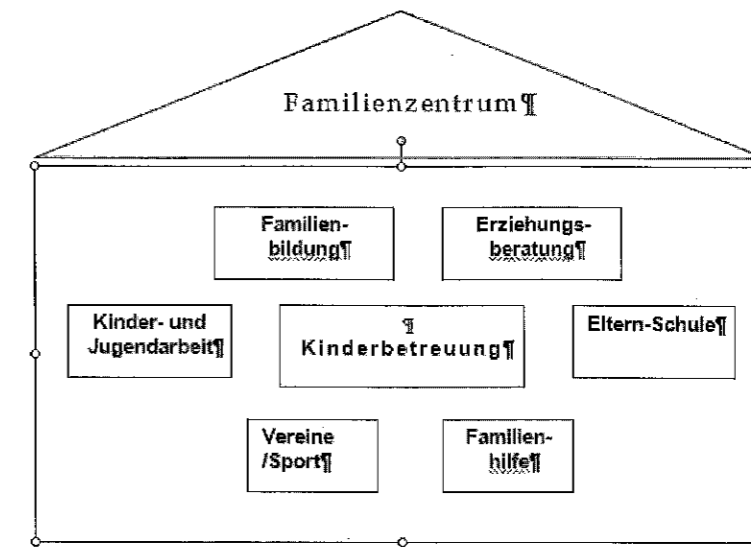 Familienzentrum¶
Familien-
bildung¶
Erziehungs-
beratung¶
Kinder- und
Jugendarbeit¶
¶
Kinderbetreuung¶
Eltern-Schule¶
Vereine
/Sport¶
Familien-
hilfe¶